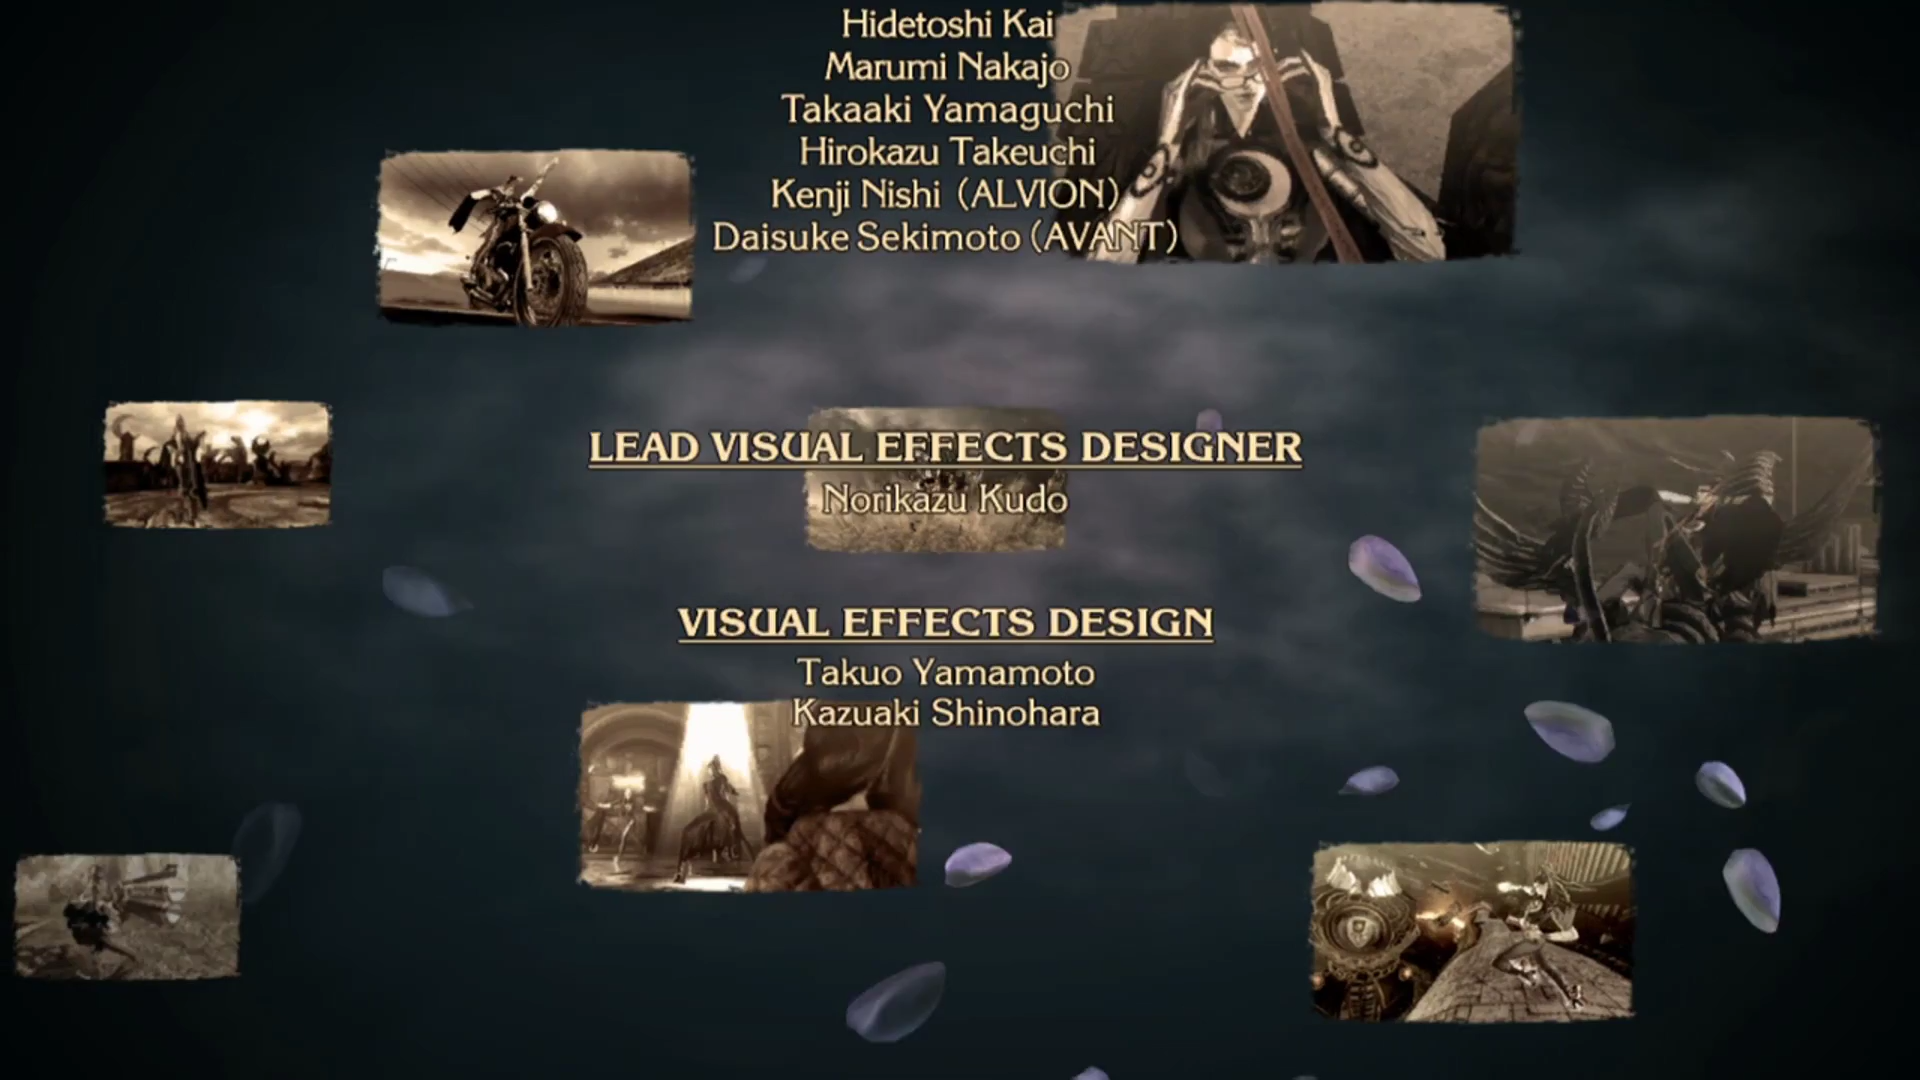 Hidetoshi Kai
Marumi Nakajo
Takaaki Yamaguchi
Hirokazu Takeuchi
Kenji Nishi (ALVION)
Daisuke Sekimoto (AVANT)
LEAD VISUAL EFFECTS DESIGNER
Norikazu Kudo
VISUAL EFFECTS DESIGN
Takuo Yamamoto
Kazuaki Shinohara